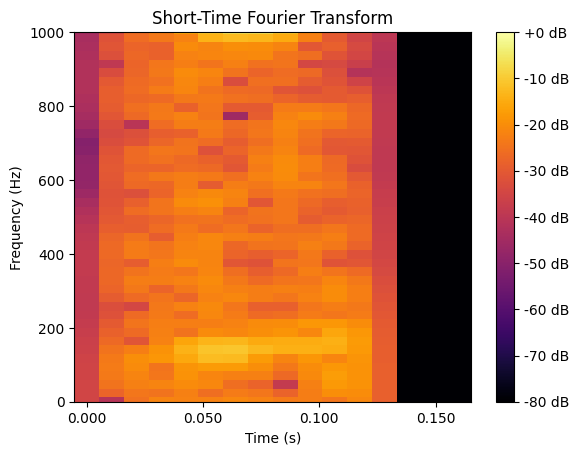 Short-Time Fourier Transform
1000
800
600
400
200
0
Frequency (Hz)
0.000
0.050
0.100
0.150
Time (s)
+0 dB
-10 dB
-20 dB
-30 dB
-40 dB
-50 dB
-60 dB
-70 dB
-80 dB